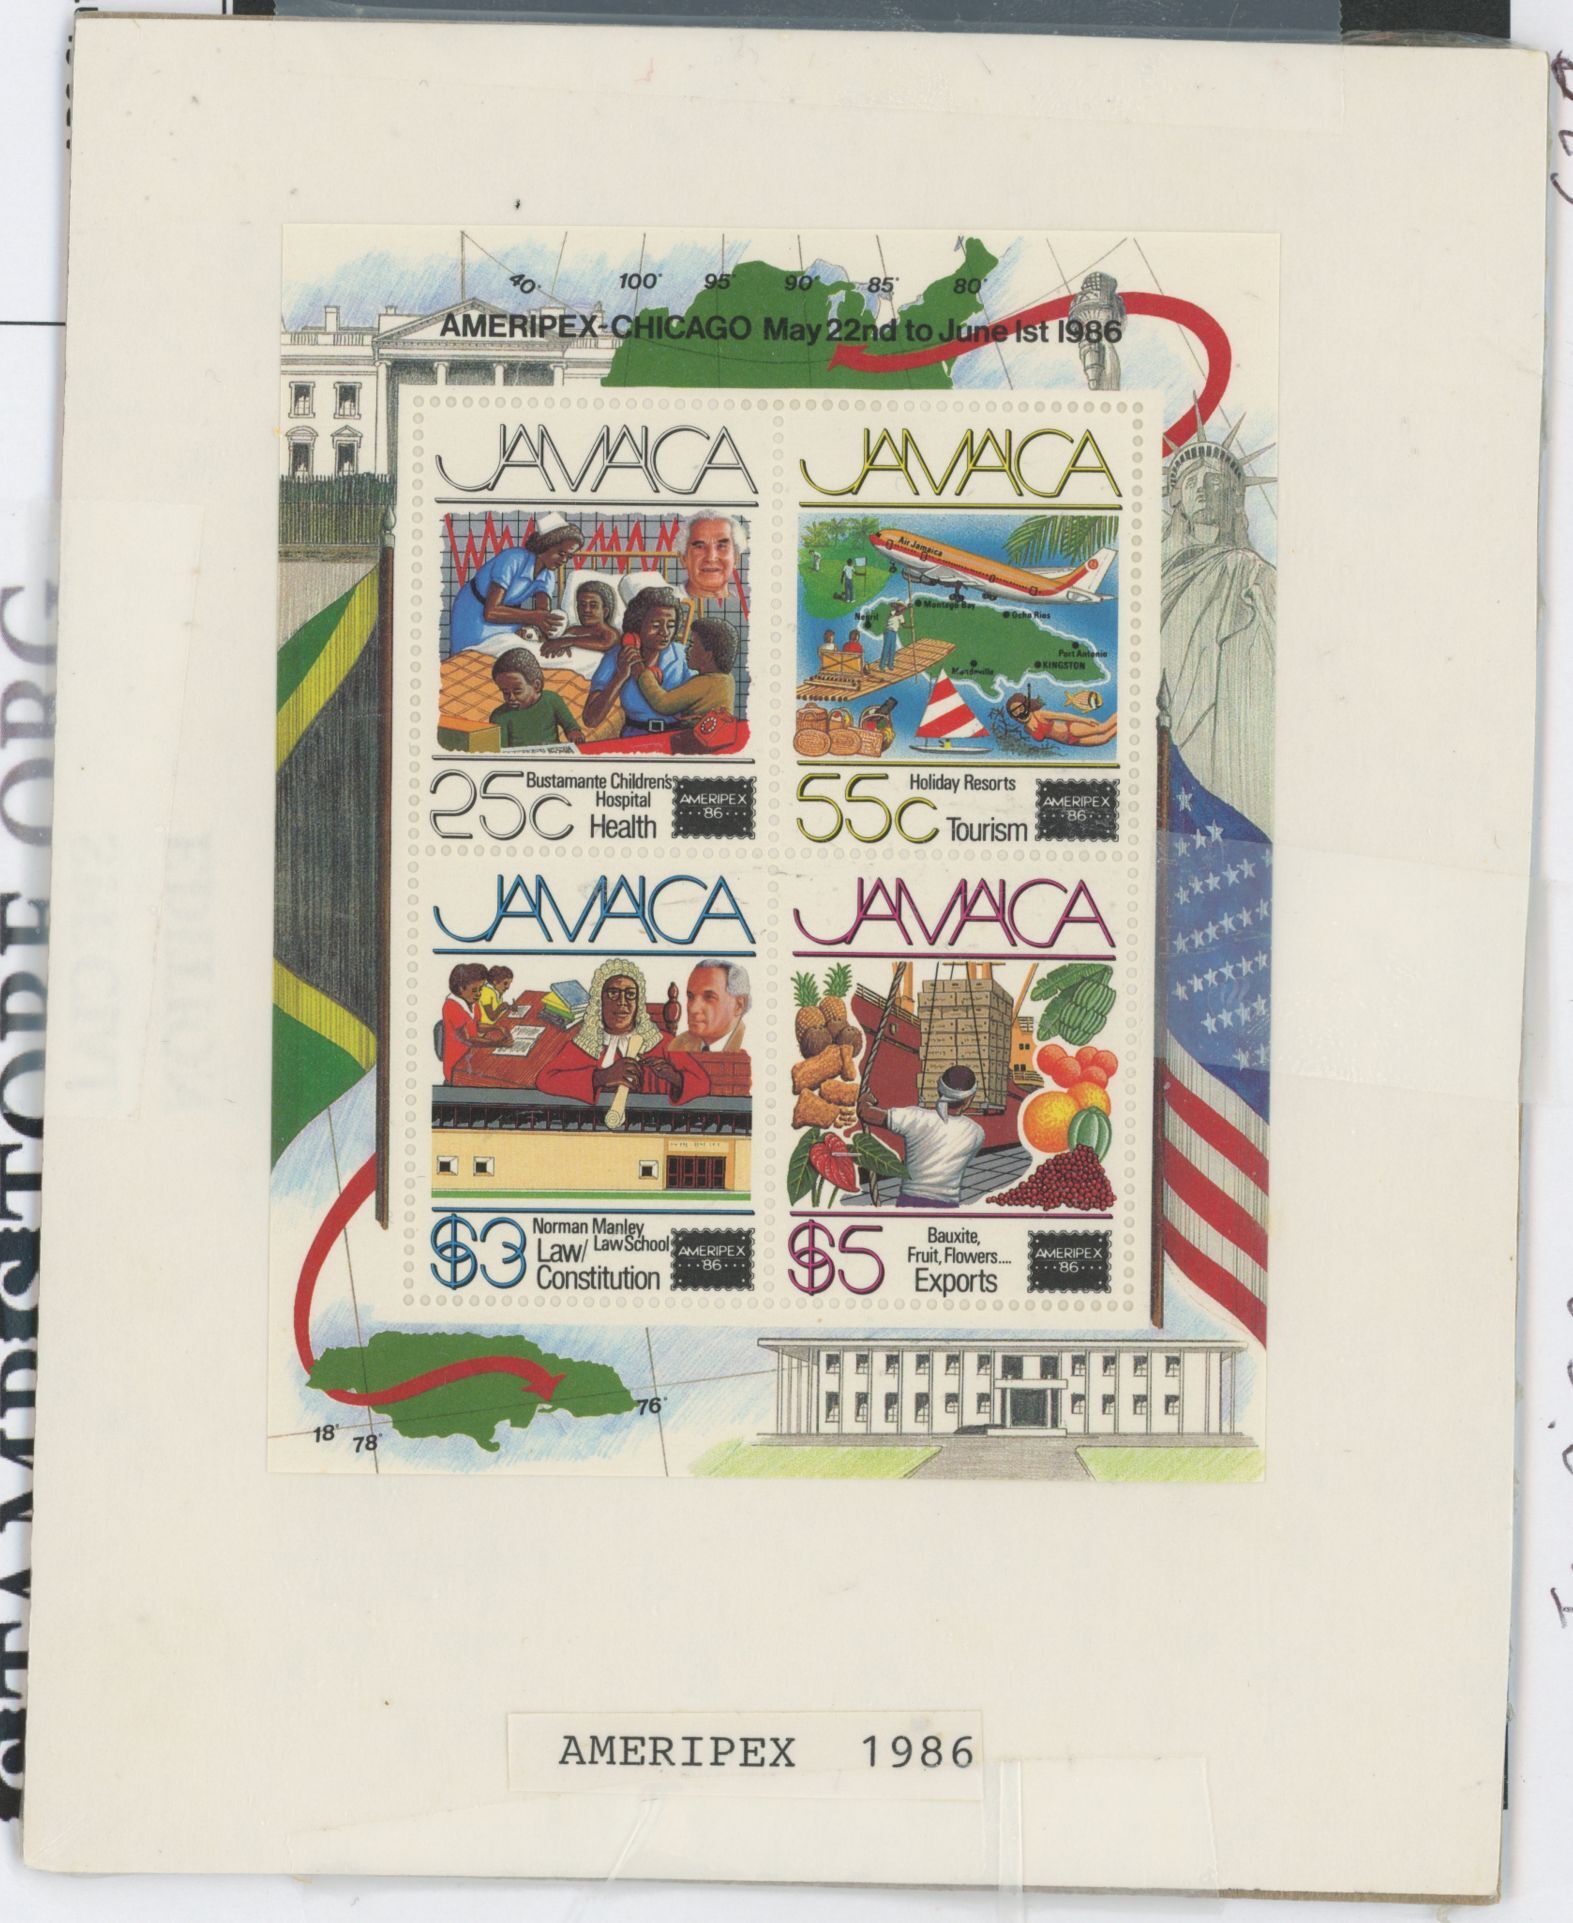 40°
100° 95° 90° 85° 80°
AMERIPEX-CHICAGO May 22nd to June 1st 1986
JAMAICA
25c
Bustamante Children's
Hospital
Health
AMERIPEX
'86
JAMAICA
Air Jamaica
Montego Bay
Ocho Rios
Negril
Port Antonio
Mandeville
KINGSTON
55c
Holiday Resorts
Tourism
AMERIPEX
'86
JAMAICA
$3
Norman Manley
Law School
Law/
Constitution
AMERIPEX
'86
JAMAICA
$5
Bauxite,
Fruit, Flowers....
Exports
AMERIPEX
'86
18° 78° 76°
AMERIPEX 1986
STAMPSTORE.ORG